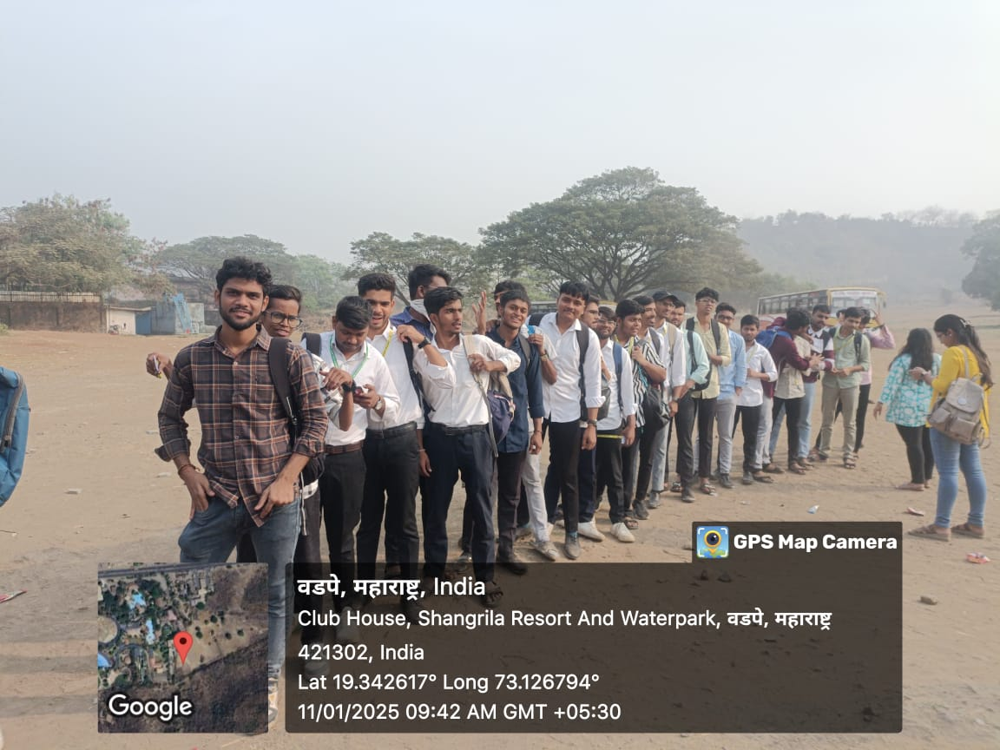 GPS Map Camera
वडपे, महाराष्ट्र, India
Club House, Shangrila Resort And Waterpark, वडपे, महाराष्ट्र
421302, India
Lat 19.342617° Long 73.126794°
11/01/2025 09:42 AM GMT +05:30
Google